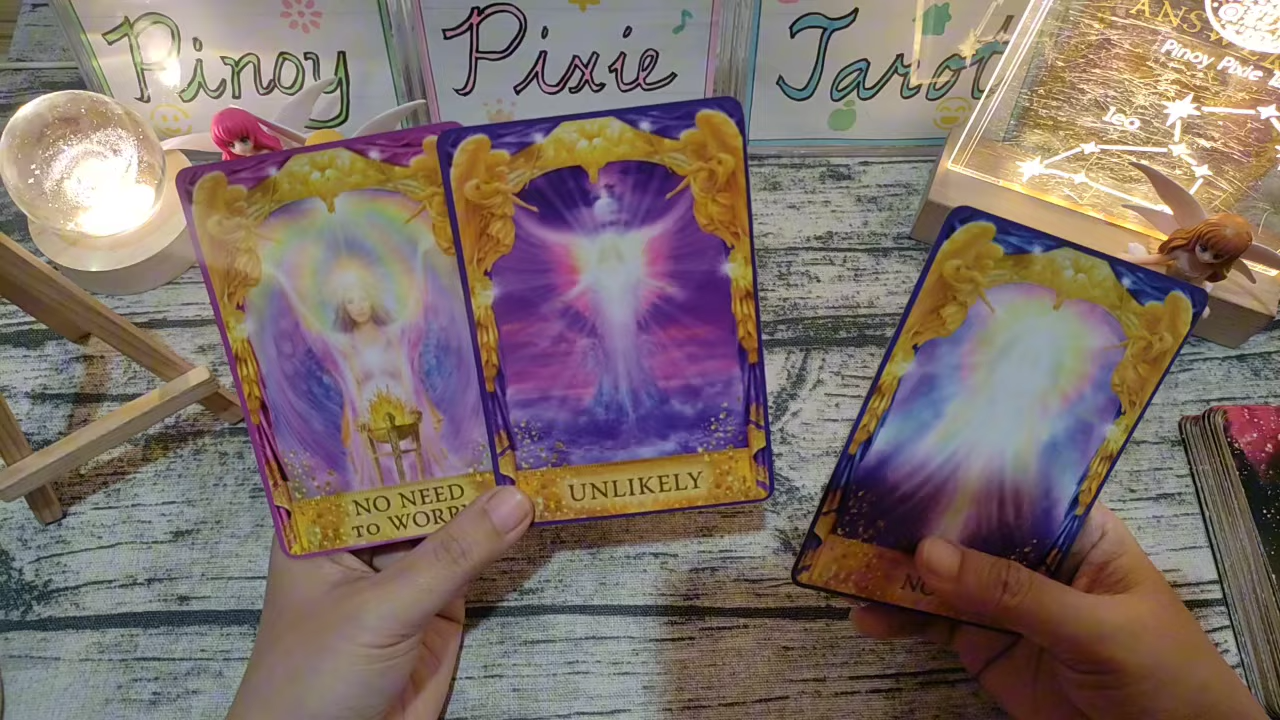 Pinoy
Pixie
Tarot
Pinoy Pixie
Leo
NO NEED
TO WORRY
UNLIKELY